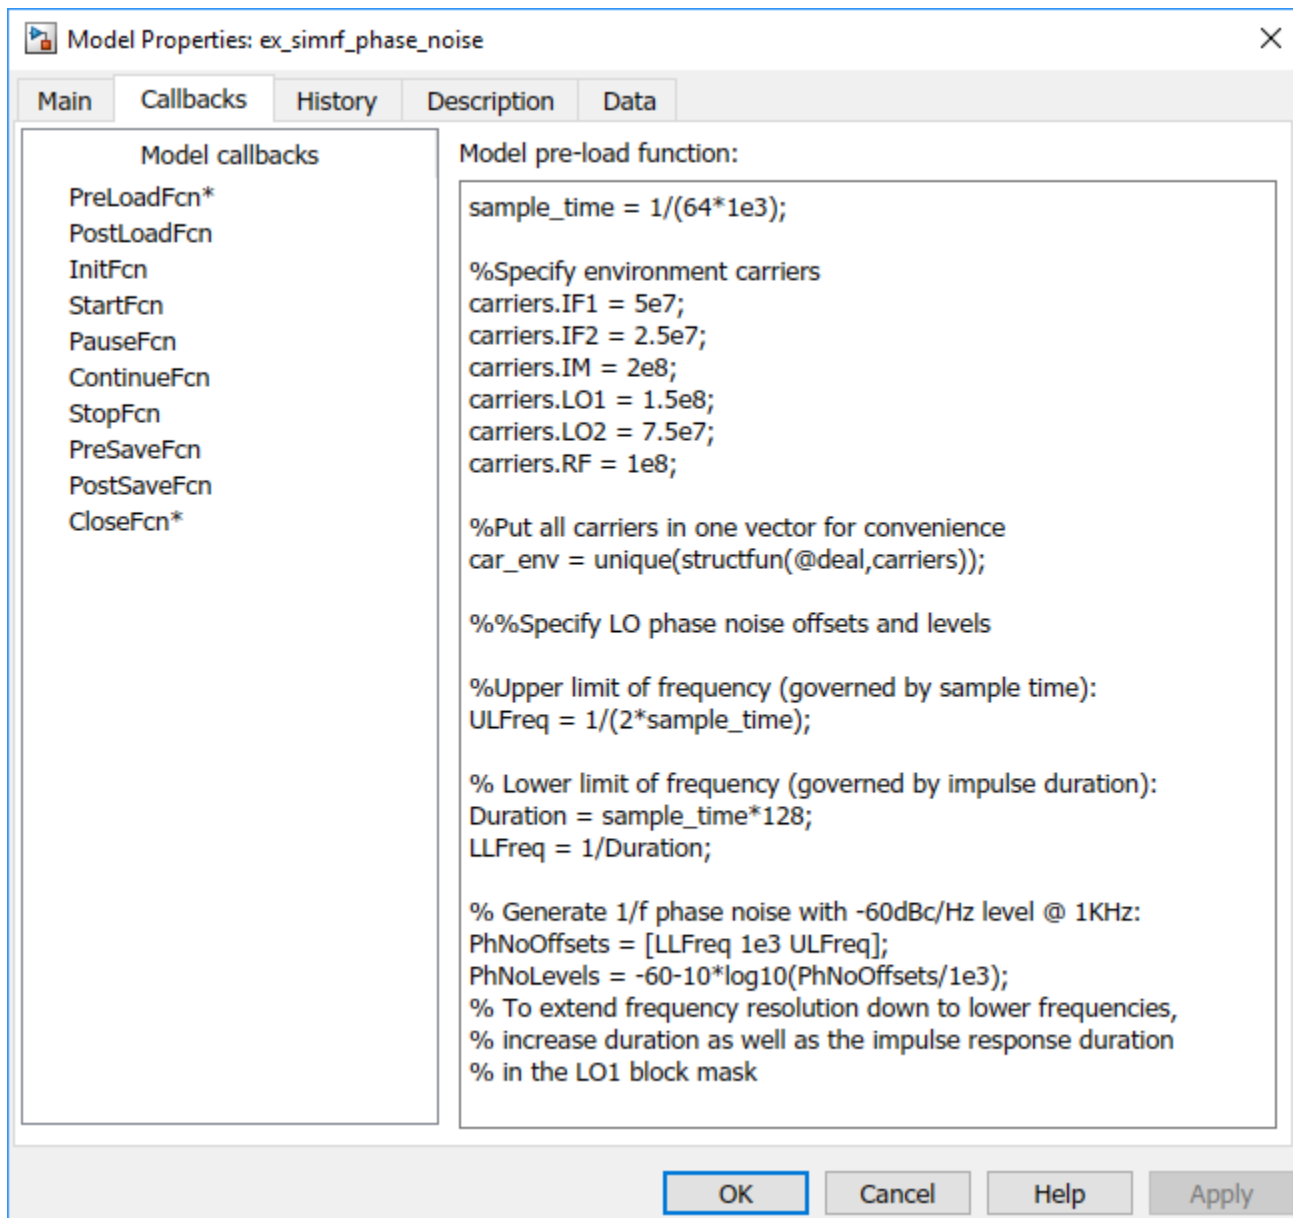 Model Properties: ex_simrf_phase_noise
Main Callbacks History Description Data
Model callbacks
PreLoadFcn*
PostLoadFcn
InitFcn
StartFcn
PauseFcn
ContinueFcn
StopFcn
PreSaveFcn
PostSaveFcn
CloseFcn*
Model pre-load function:
sample_time = 1/(64*1e3);
%Specify environment carriers
carriers.IF1 = 5e7;
carriers.IF2 = 2.5e7;
carriers.IM = 2e8;
carriers.LO1 = 1.5e8;
carriers.LO2 = 7.5e7;
carriers.RF = 1e8;
%Put all carriers in one vector for convenience
car_env = unique(structfun(@deal,carriers));
%%Specify LO phase noise offsets and levels
%Upper limit of frequency (governed by sample time):
ULFreq = 1/(2*sample_time);
% Lower limit of frequency (governed by impulse duration):
Duration = sample_time*128;
LLFreq = 1/Duration;
% Generate 1/f phase noise with -60dBc/Hz level @ 1KHz:
PhNoOffsets = [LLFreq 1e3 ULFreq];
PhNoLevels = -60-10*log10(PhNoOffsets/1e3);
% To extend frequency resolution down to lower frequencies,
% increase duration as well as the impulse response duration
% in the LO1 block mask
OK Cancel Help Apply